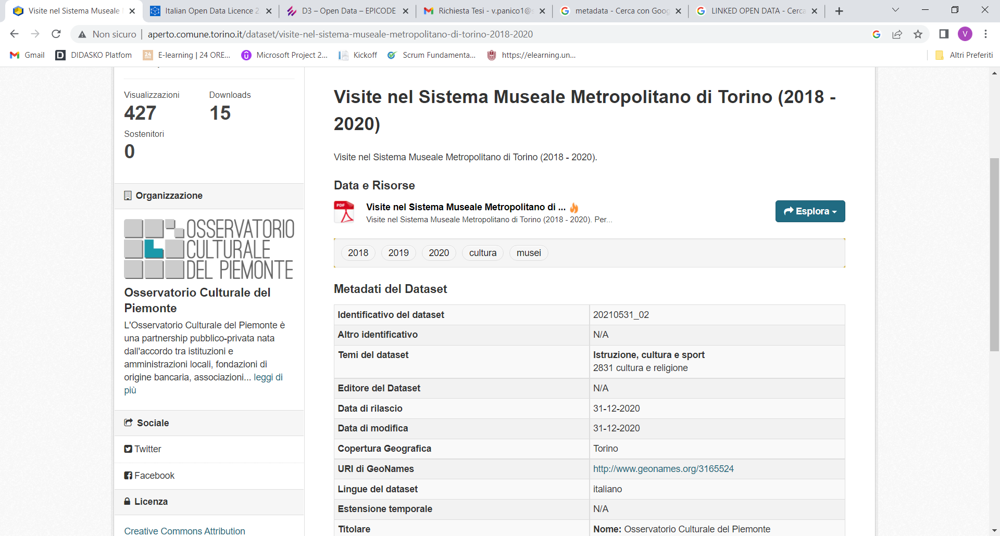 Visite nel Sistema Museale
Italian Open Data Licence 2.
D3 – Open Data – EPICODE
Richiesta Tesi - v.panico1@s
metadata - Cerca con Goog
LINKED OPEN DATA - Cerca
Non sicuro | aperto.comune.torino.it/dataset/visite-nel-sistema-museale-metropolitano-di-torino-2018-2020
V
Gmail
DIDASKO Platfom
E-learning | 24 ORE...
Microsoft Project 2...
Kickoff
Scrum Fundamenta...
https://elearning.un...
Altri Preferiti
Visualizzazioni
427
Downloads
15
Sostenitori
0
Organizzazione
OSSERVATORIO
CULTURALE
DEL PIEMONTE
Osservatorio Culturale del
Piemonte
L'Osservatorio Culturale del Piemonte è
una partnership pubblico-privata nata
dall'accordo tra istituzioni e
amministrazioni locali, fondazioni di
origine bancaria, associazioni... leggi di
più
Sociale
Twitter
Facebook
Licenza
Creative Commons Attribution
Visite nel Sistema Museale Metropolitano di Torino (2018 -
2020)
Visite nel Sistema Museale Metropolitano di Torino (2018 - 2020).
Data e Risorse
PDF
Visite nel Sistema Museale Metropolitano di ...
Visite nel Sistema Museale Metropolitano di Torino (2018 - 2020). Per...
Esplora
2018 2019 2020 cultura musei
Metadati del Dataset
Identificativo del dataset 20210531_02
Altro identificativo N/A
Temi del dataset Istruzione, cultura e sport
2831 cultura e religione
Editore del Dataset N/A
Data di rilascio 31-12-2020
Data di modifica 31-12-2020
Copertura Geografica Torino
URI di GeoNames http://www.geonames.org/3165524
Lingue del dataset italiano
Estensione temporale N/A
Titolare Nome: Osservatorio Culturale del Piemonte